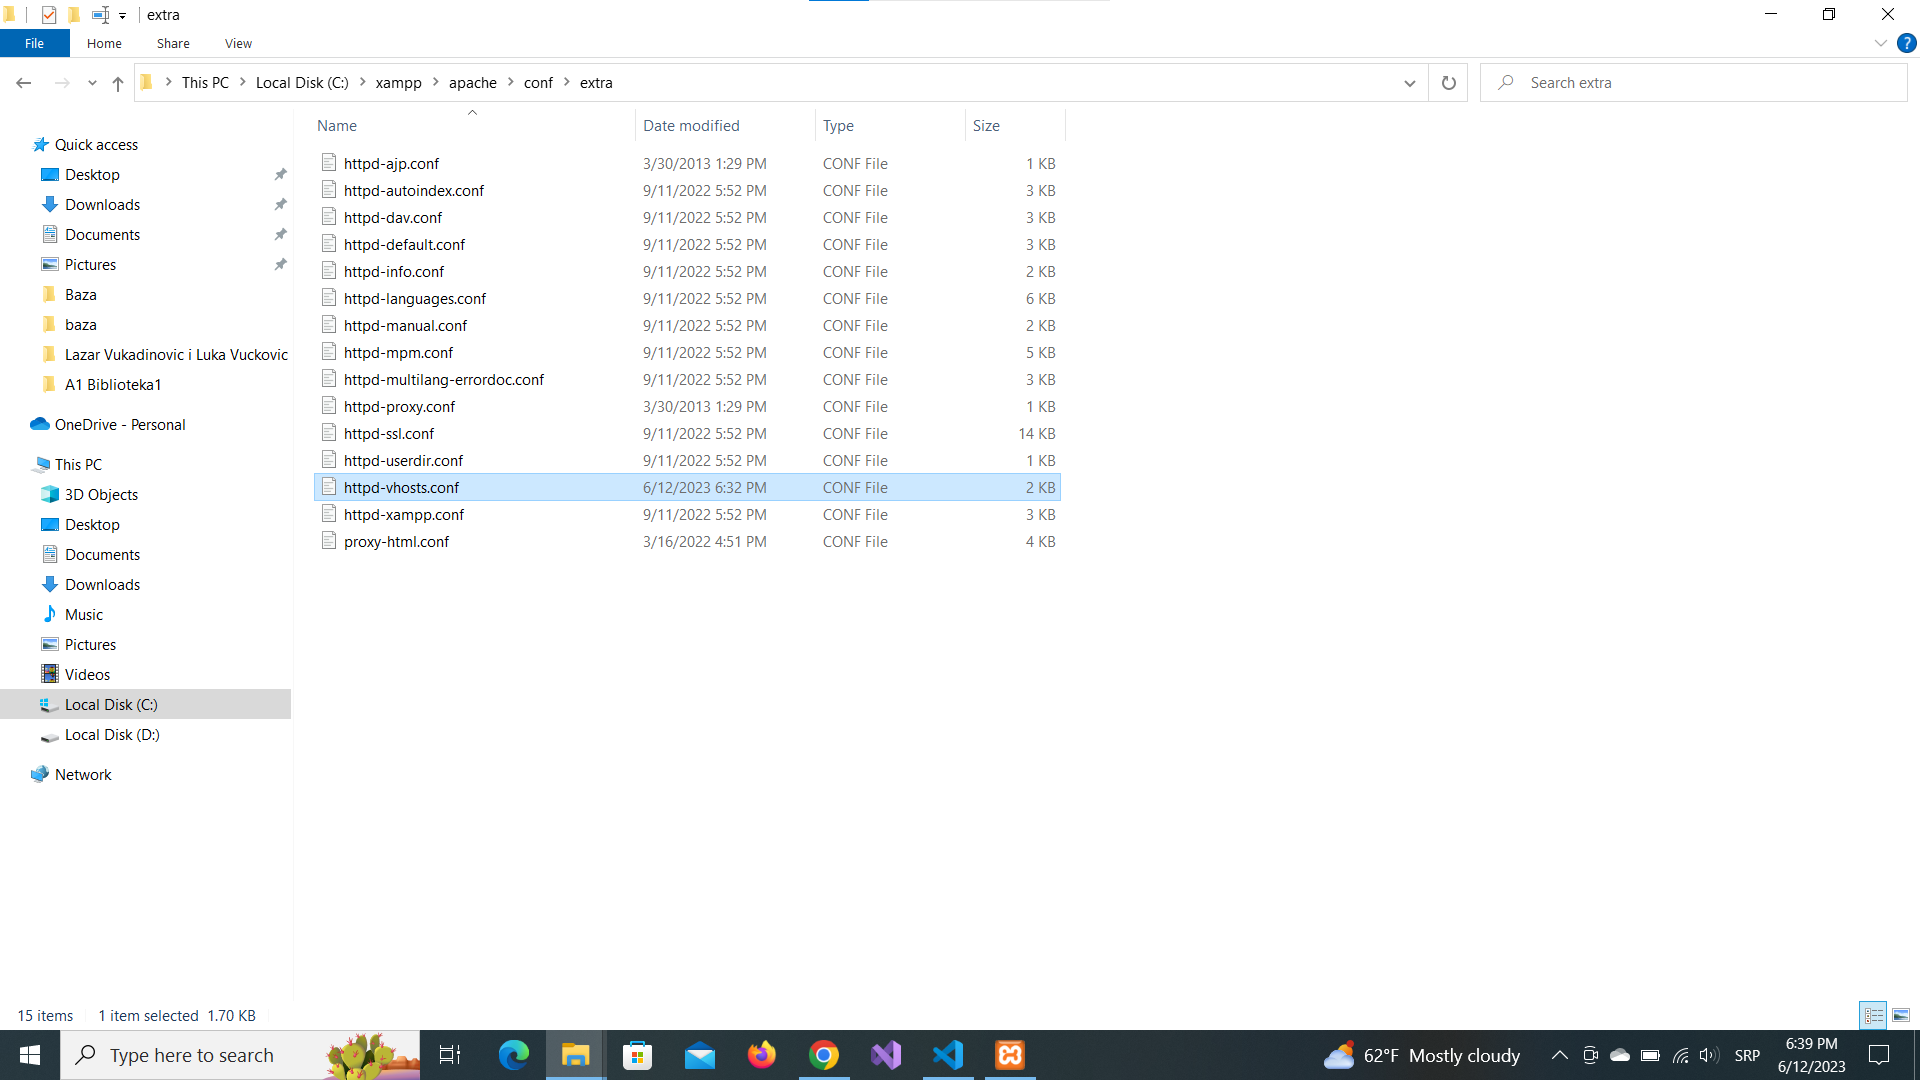 extra
File Home Share View
This PC Local Disk (C:) xampp apache conf extra
Search extra
Name Date modified Type Size
Quick access
Desktop
Downloads
Documents
Pictures
Baza
baza
Lazar Vukadinovic i Luka Vuckovic
A1 Biblioteka1
OneDrive - Personal
This PC
3D Objects
Desktop
Documents
Downloads
Music
Pictures
Videos
Local Disk (C:)
Local Disk (D:)
Network
httpd-ajp.conf 3/30/2013 1:29 PM CONF File 1 KB
httpd-autoindex.conf 9/11/2022 5:52 PM CONF File 3 KB
httpd-dav.conf 9/11/2022 5:52 PM CONF File 3 KB
httpd-default.conf 9/11/2022 5:52 PM CONF File 3 KB
httpd-info.conf 9/11/2022 5:52 PM CONF File 2 KB
httpd-languages.conf 9/11/2022 5:52 PM CONF File 6 KB
httpd-manual.conf 9/11/2022 5:52 PM CONF File 2 KB
httpd-mpm.conf 9/11/2022 5:52 PM CONF File 5 KB
httpd-multilang-errordoc.conf 9/11/2022 5:52 PM CONF File 3 KB
httpd-proxy.conf 3/30/2013 1:29 PM CONF File 1 KB
httpd-ssl.conf 9/11/2022 5:52 PM CONF File 14 KB
httpd-userdir.conf 9/11/2022 5:52 PM CONF File 1 KB
httpd-vhosts.conf 6/12/2023 6:32 PM CONF File 2 KB
httpd-xampp.conf 9/11/2022 5:52 PM CONF File 3 KB
proxy-html.conf 3/16/2022 4:51 PM CONF File 4 KB
15 items 1 item selected 1.70 KB
Type here to search
62°F Mostly cloudy
SRP
6:39 PM
6/12/2023